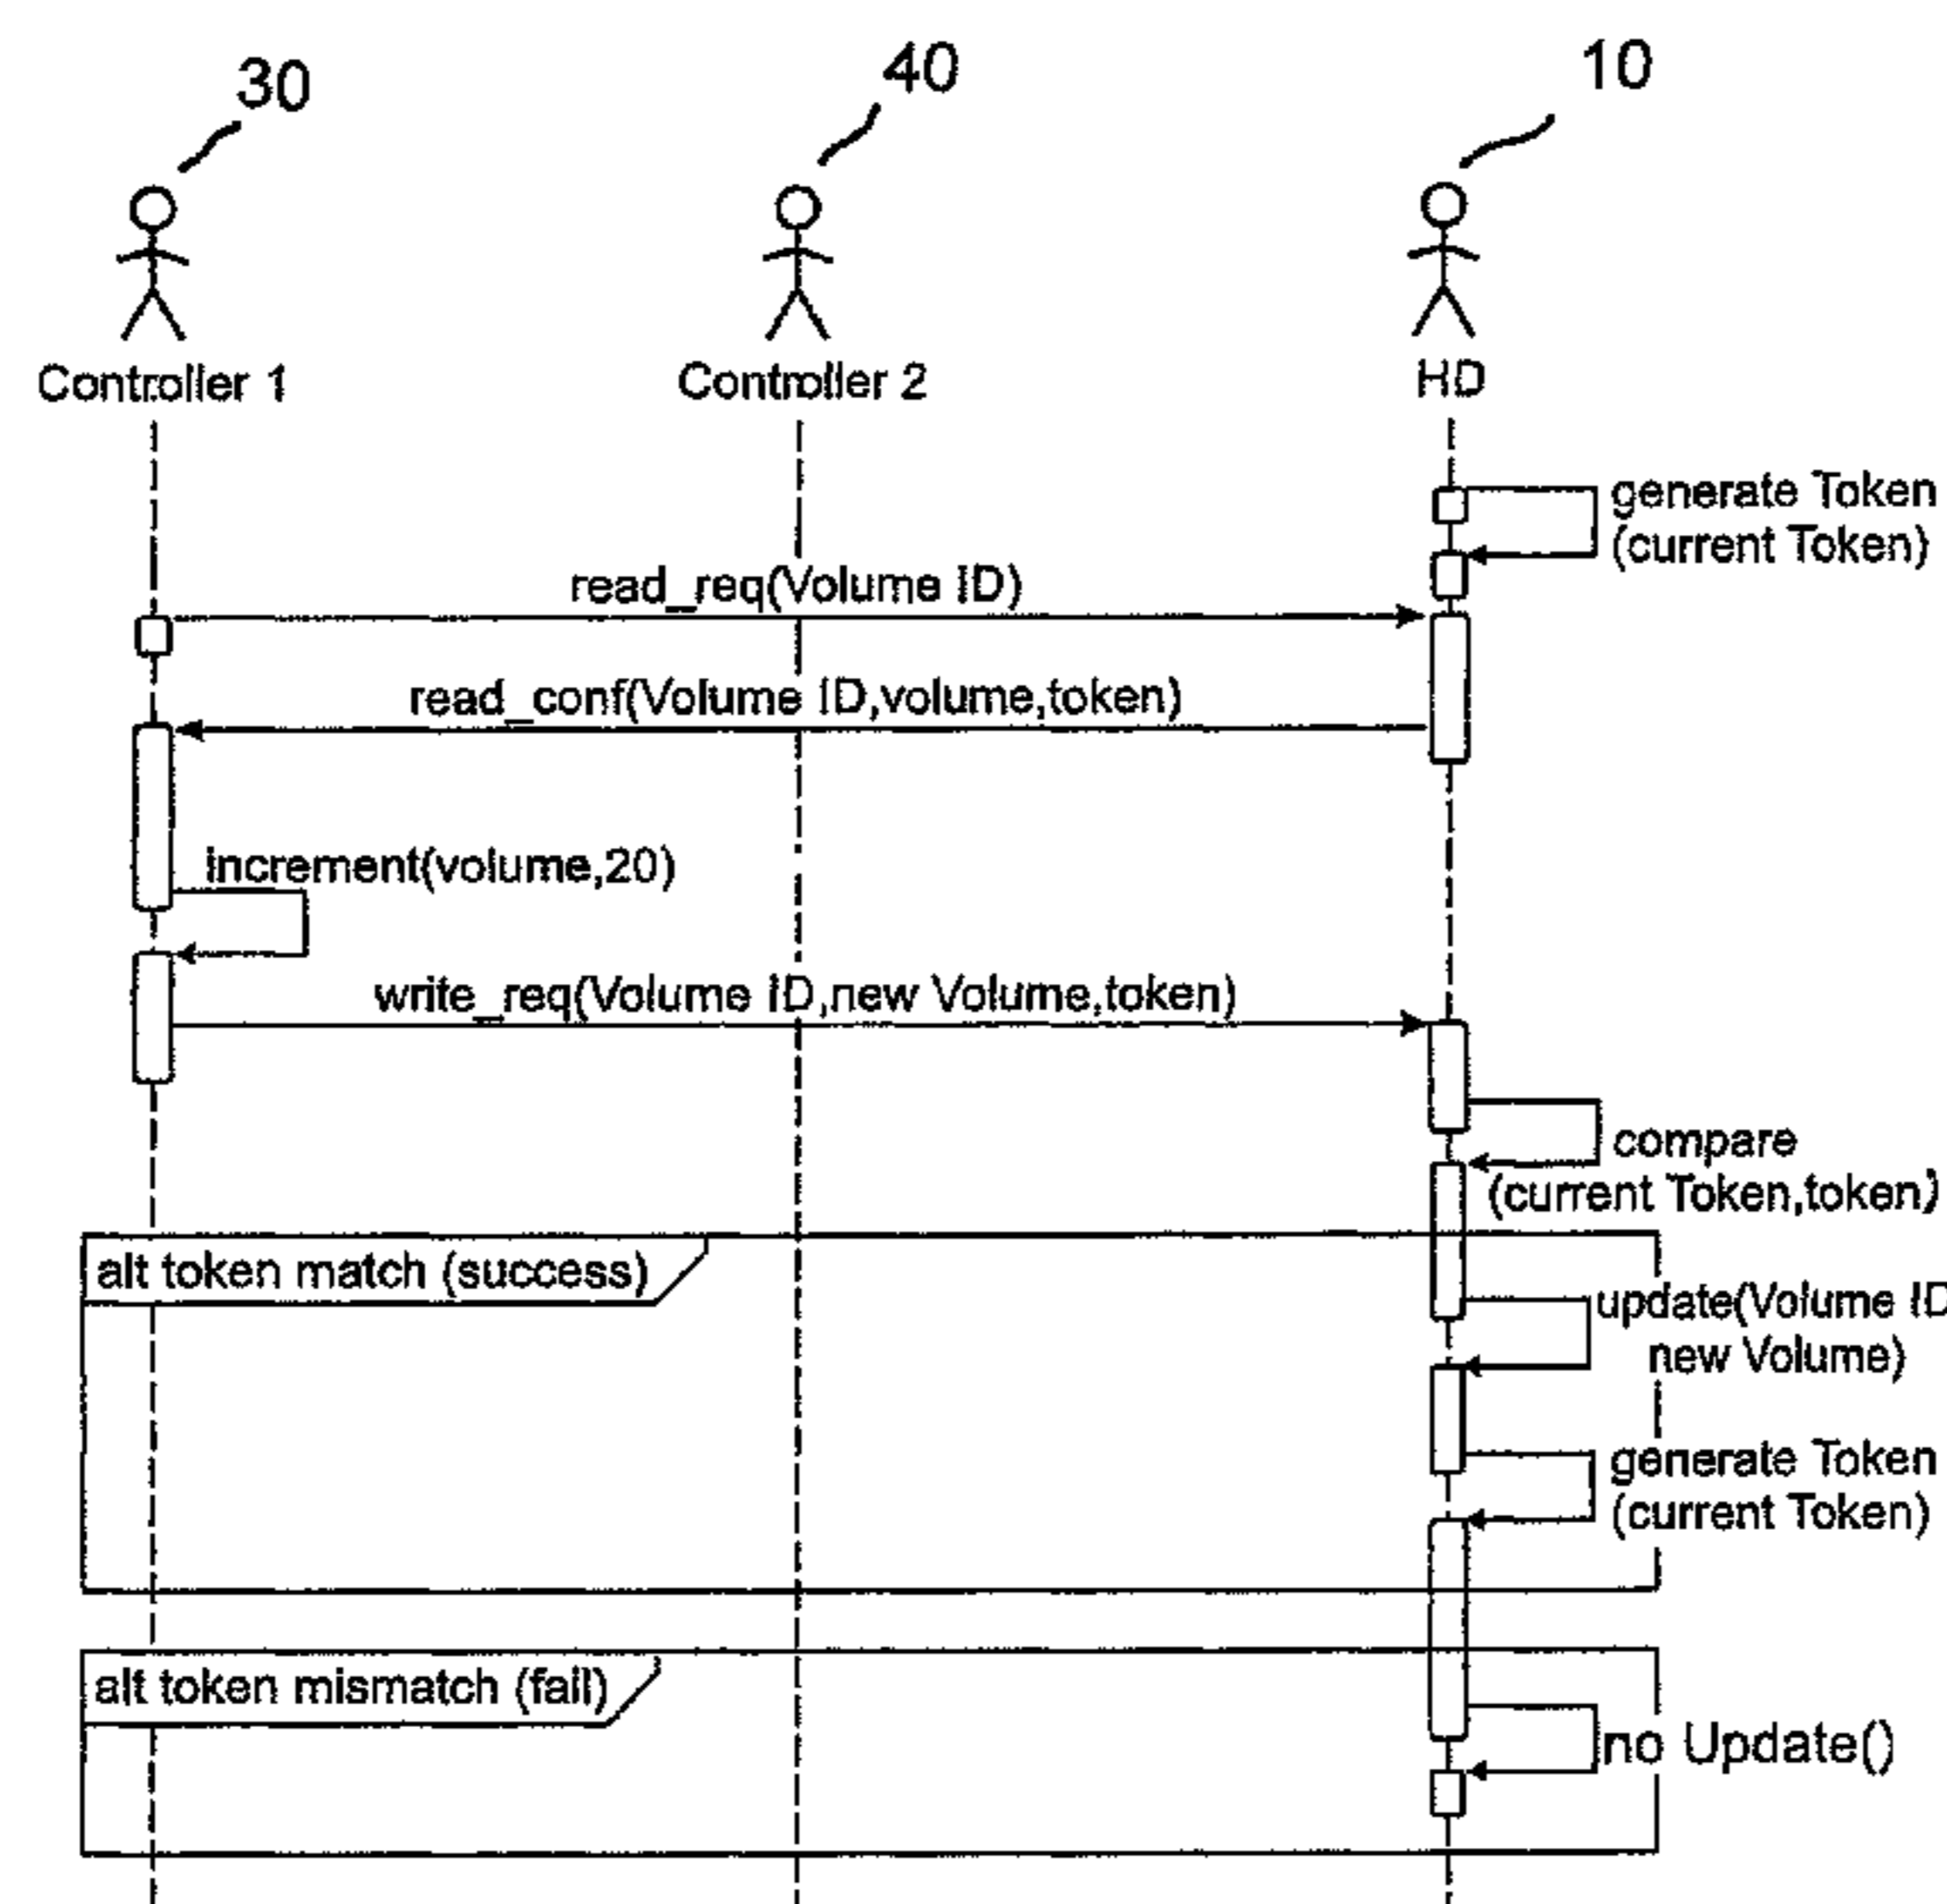 30
40
10
Controller 1
Controller 2
HD
generate Token
(current Token)
read_req(Volume ID)
read_conf(Volume ID,volume,token)
increment(volume,20)
write_req(Volume ID,new Volume,token)
compare
(current Token,token)
alt token match (success)
update(Volume ID
new Volume)
generate Token
(current Token)
alt token mismatch (fail)
no Update()